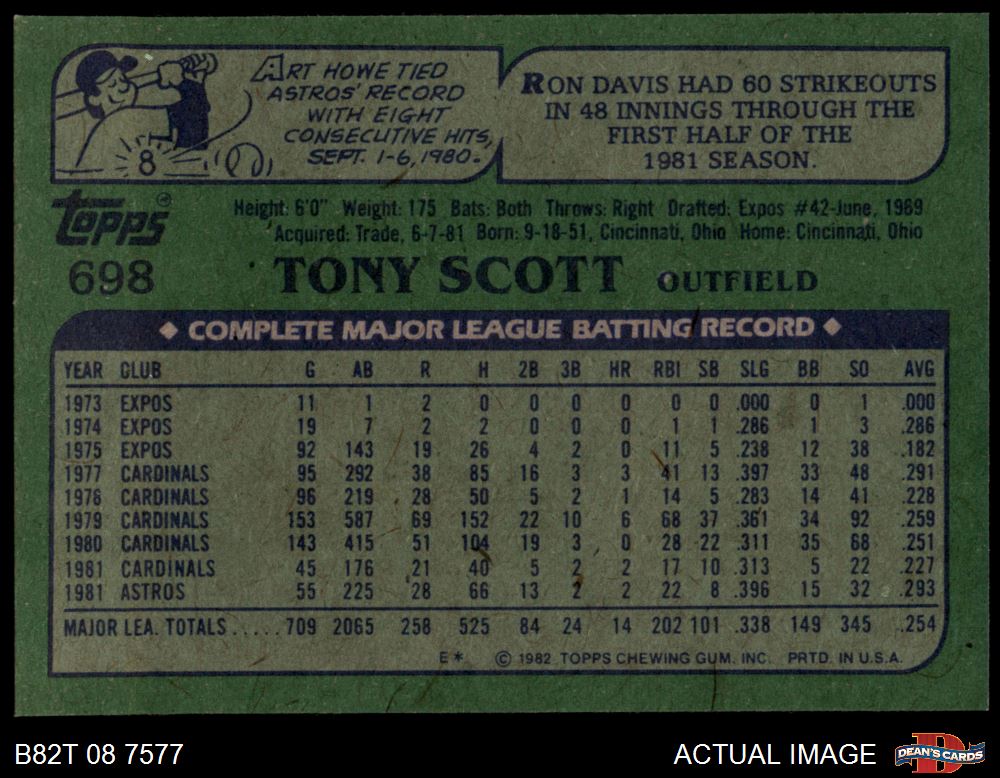 ART HOWE TIED
ASTROS' RECORD
WITH EIGHT
CONSECUTIVE HITS,
SEPT. 1-6, 1980.
8
RON DAVIS HAD 60 STRIKEOUTS
IN 48 INNINGS THROUGH THE
FIRST HALF OF THE
1981 SEASON.
Topps®
698
Height: 6'0" Weight: 175 Bats: Both Throws: Right Drafted: Expos #42-June, 1969
Acquired: Trade, 6-7-81 Born: 9-18-51, Cincinnati, Ohio Home: Cincinnati, Ohio
TONY SCOTT OUTFIELD
◆ COMPLETE MAJOR LEAGUE BATTING RECORD ◆
YEAR CLUB G AB R H 2B 3B HR RBI SB SLG BB SO AVG
1973 EXPOS 11 1 2 0 0 0 0 0 0 .000 0 1 .000
1974 EXPOS 19 7 2 2 0 0 0 1 1 .286 1 3 .286
1975 EXPOS 92 143 19 26 4 2 0 11 5 .238 12 38 .182
1977 CARDINALS 95 292 38 85 16 3 3 41 13 .397 33 48 .291
1978 CARDINALS 96 219 28 50 5 2 1 14 5 .283 14 41 .228
1979 CARDINALS 153 587 69 152 22 10 6 68 37 .361 34 92 .259
1980 CARDINALS 143 415 51 104 19 3 0 28 22 .311 35 68 .251
1981 CARDINALS 45 176 21 40 5 2 2 17 10 .313 5 22 .227
1981 ASTROS 55 225 28 66 13 2 2 22 8 .396 15 32 .293
MAJOR LEA. TOTALS.....709 2065 258 525 84 24 14 202 101 .338 149 345 .254
E* © 1982 TOPPS CHEWING GUM. INC. PRTD. IN U.S.A.
B82T 08 7577
ACTUAL IMAGE
DEAN'S CARDS